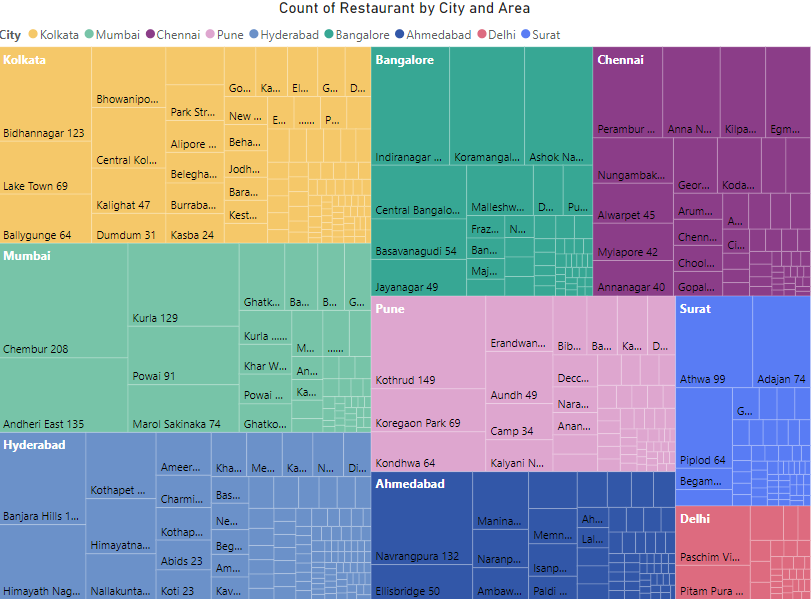 Count of Restaurant by City and Area
City Kolkata Mumbai Chennai Pune Hyderabad Bangalore Ahmedabad Delhi Surat
Kolkata
Bidhannagar 123
Lake Town 69
Ballygunge 64
Bhowanipo...
Central Kol...
Kalighat 47
Dumdum 31
Park Str...
Alipore ...
Belegha...
Burraba...
Kasba 24
Go...
Ka...
El...
G...
D...
New ...
E...
......
P...
Beha...
Jodh...
Bara...
Kest...
Mumbai
Chembur 208
Andheri East 135
Kurla 129
Powai 91
Marol Sakinaka 74
Ghatk...
Ba...
B...
G...
Kurla ......
M...
......
Khar W...
An...
Powai ...
Ka...
Ghatko...
Hyderabad
Banjara Hills 1...
Himayath Nag...
Kothapet ...
Himayatna...
Nallakunta...
Ameer...
Charmi...
Kothap...
Abids 23
Koti 23
Kha...
Me...
Ka...
N...
Di...
Bas...
Ne...
Beg...
Am...
Kav...
Bangalore
Indiranagar ...
Koramangal...
Ashok Na...
Central Bangalo...
Basavanagudi 54
Jayanagar 49
Malleshw...
D...
Pu...
Fraz...
N...
Ban...
Maj...
Chennai
Perambur ...
Anna N...
Kilpa...
Egm...
Nungambak...
Alwarpet 45
Mylapore 42
Annanagar 40
Geor...
Koda...
Arum...
A...
Chenn...
Ci...
Chool...
Gopal...
Pune
Kothrud 149
Koregaon Park 69
Kondhwa 64
Erandwan...
Aundh 49
Camp 34
Kalyani N...
Bib...
Ba...
Ka...
D...
Decc...
Nara...
Anan...
Surat
Athwa 99
Adajan 74
Piplod 64
Begam...
G...
Ahmedabad
Navrangpura 132
Ellisbridge 50
Manina...
Naranp...
Ambaw...
Memn...
Isanp...
Paldi ...
Ah...
Lal...
Delhi
Paschim Vi...
Pitam Pura ...